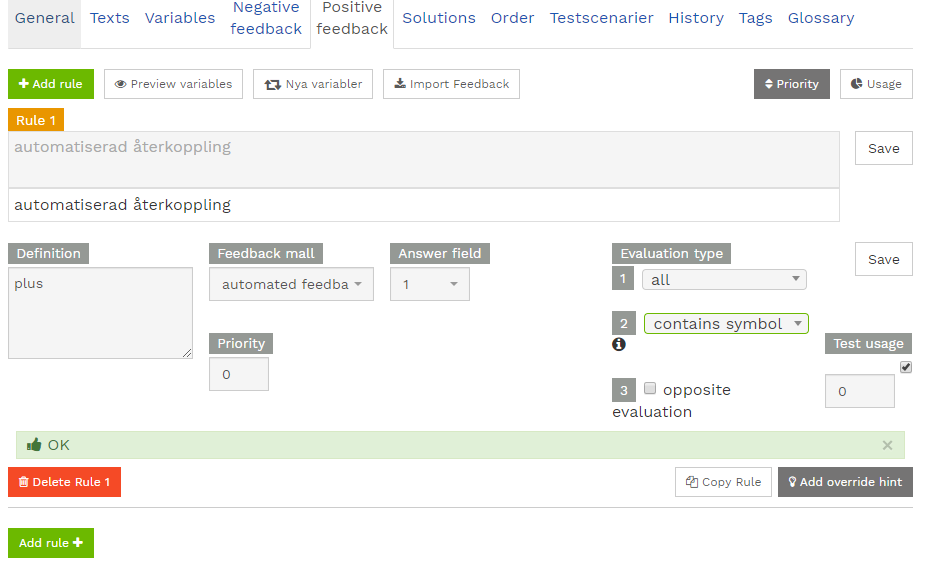 General Texts Variables Negative feedback Positive feedback Solutions Order Testscenarier History Tags Glossary
Add rule Preview variables Nya variabler Import Feedback Priority Usage
Rule 1
automatiserad återkoppling Save
automatiserad återkoppling
Definition Feedback mall Answer field Evaluation type Save
plus automated feedba 1 1 all
2 contains symbol
Priority Test usage
0 3 opposite evaluation 0
OK ×
Delete Rule 1 Copy Rule Add override hint
Add rule